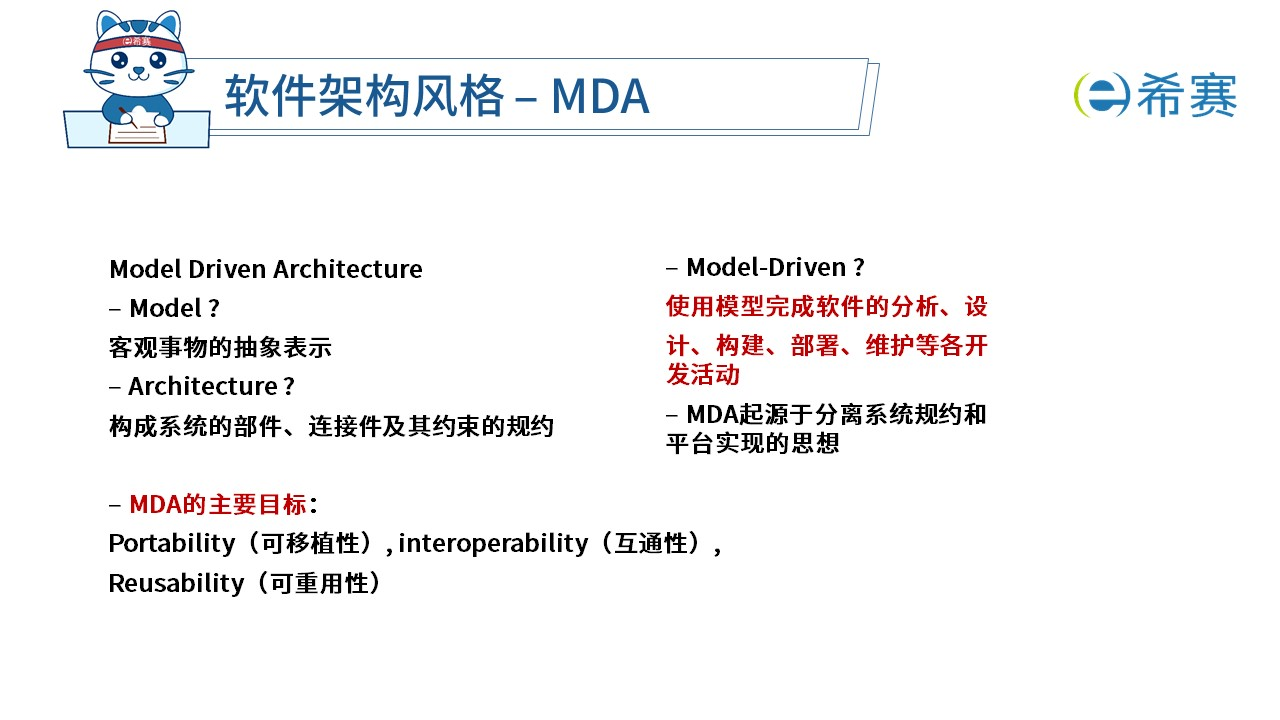 软件架构风格 – MDA
希赛
希赛
Model Driven Architecture
– Model ?
客观事物的抽象表示
– Architecture ?
构成系统的部件、连接件及其约束的规约
– MDA的主要目标：
Portability（可移植性）, interoperability（互通性）,
Reusability（可重用性）
– Model-Driven ?
使用模型完成软件的分析、设
计、构建、部署、维护等各开
发活动
– MDA起源于分离系统规约和
平台实现的思想